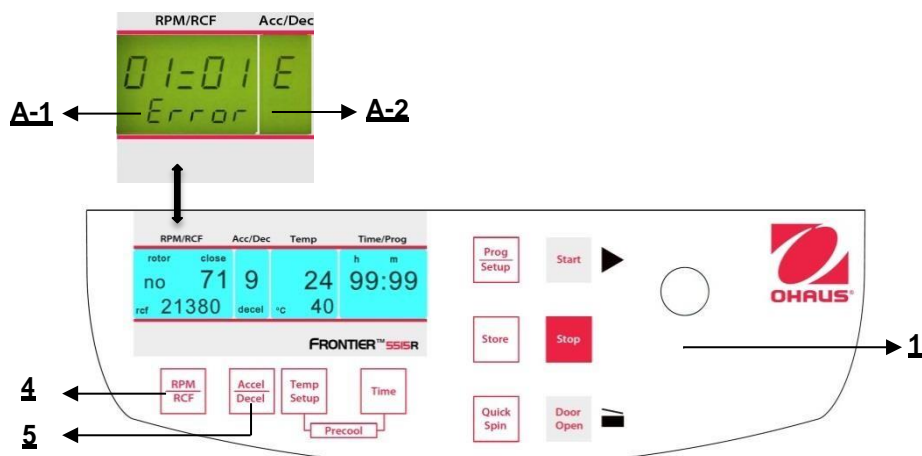 RPM/RCF Acc/Dec
01=01 E
Error
A-1
A-2
RPM/RCF Acc/Dec Temp Time/Prog
rotor close h m
no 71 9 24 99:99
rcf 21380 decel °C 40
FRONTIER™ 5515R
Prog
Setup
Start
OHAUS®
Store
Stop
1
4
RPM
RCF
Accel
Decel
Temp
Setup
Time
5
Precool
Quick
Spin
Door
Open